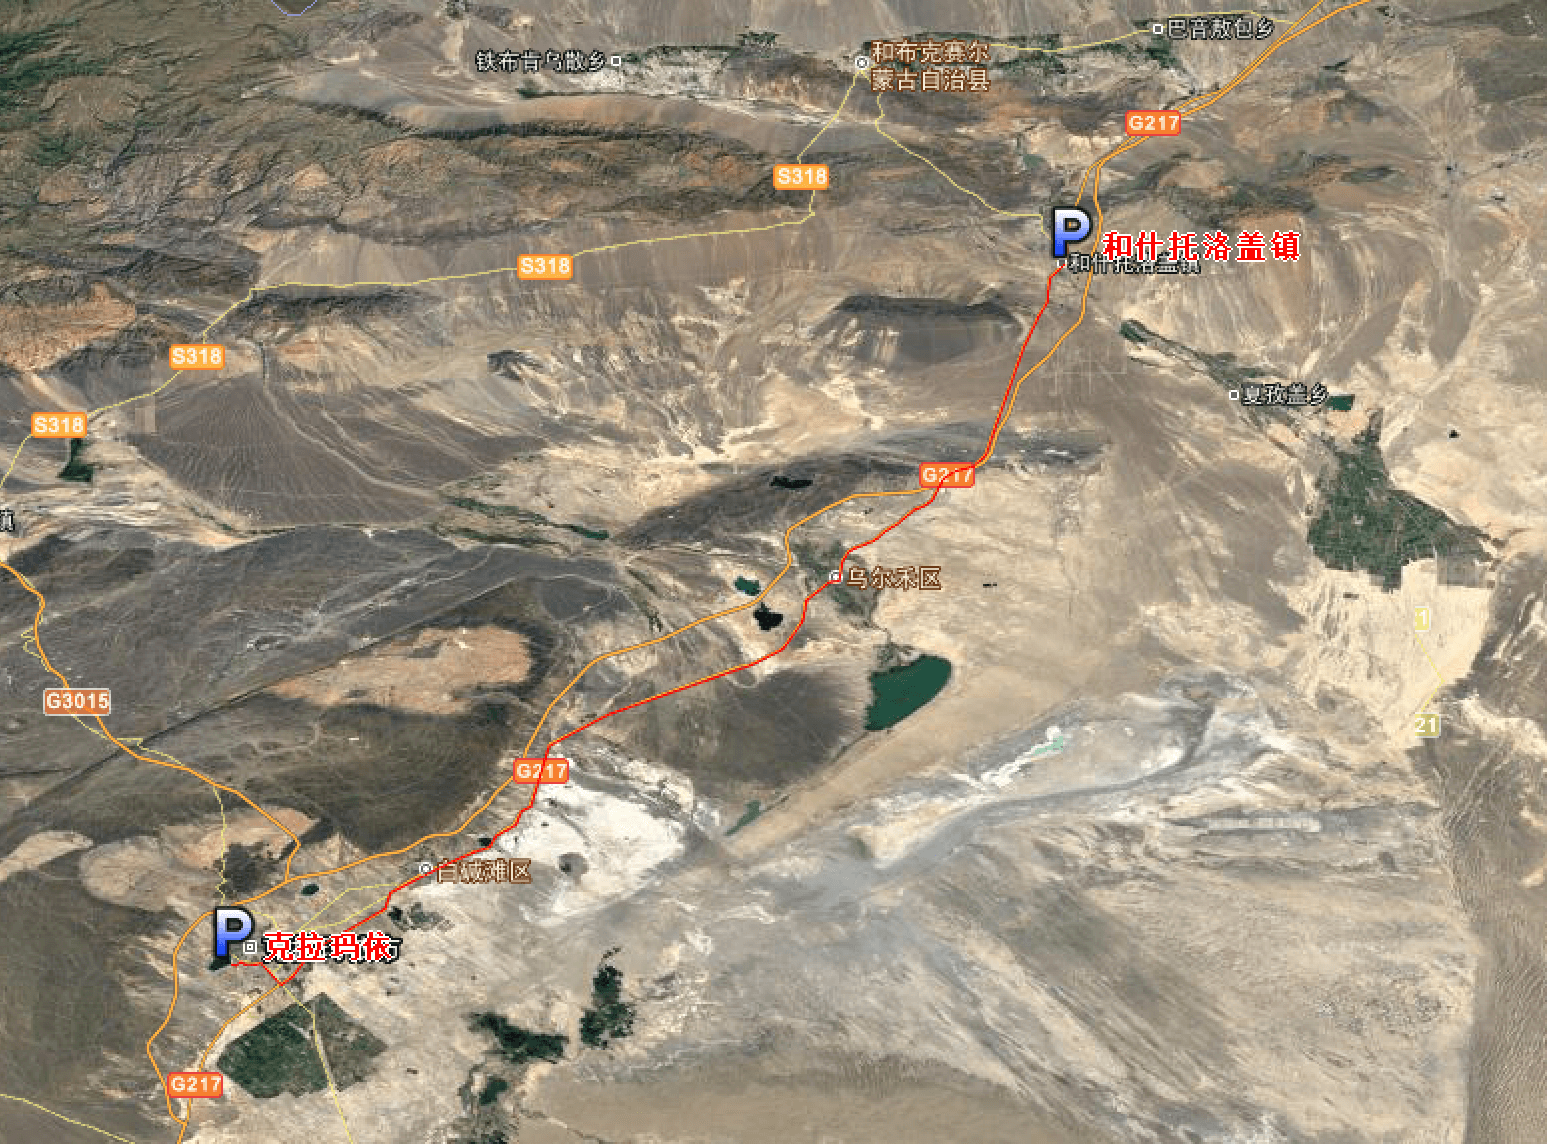 巴音敖包乡
铁布肯乌散乡
和布克赛尔
蒙古自治县
G217
S318
和什托洛盖镇
和什托洛盖镇
S318
S318
夏孜盖乡
S318
G217
镇
乌尔禾区
1
G3015
21
G217
白碱滩区
克拉玛依
G217